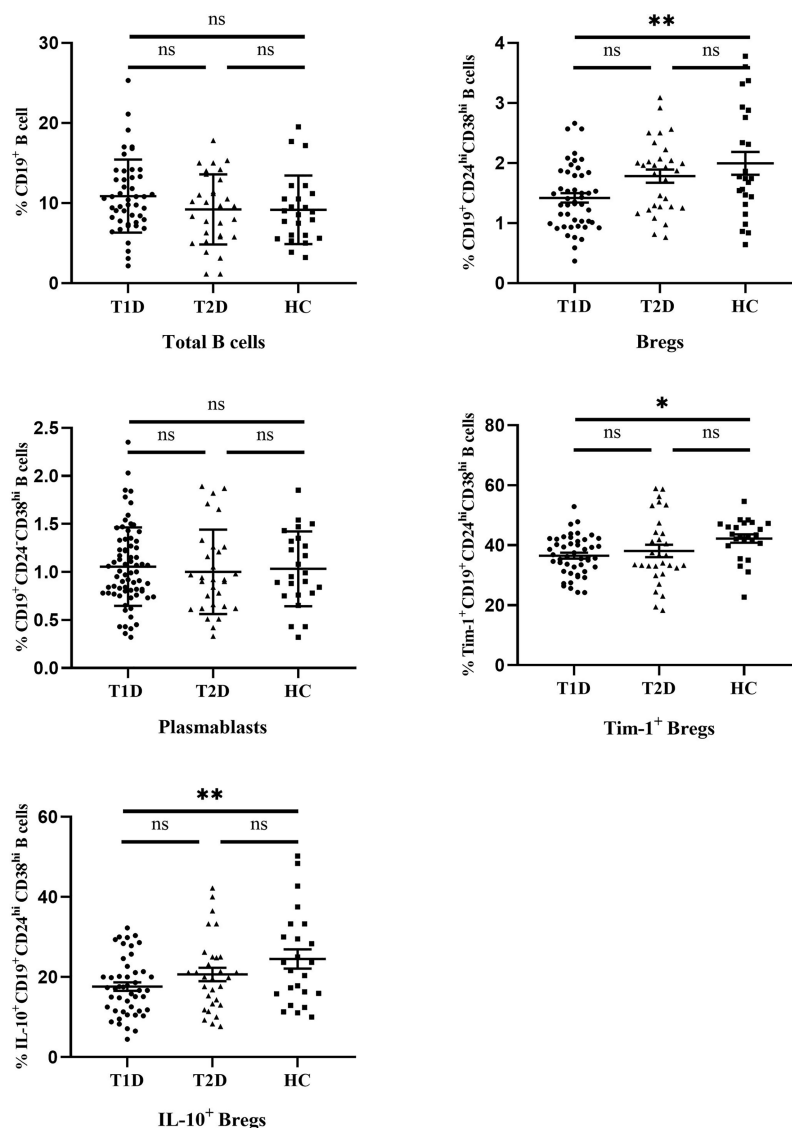 ns
ns ns
30
20
10
0
% CD19⁺ B cell
T1D T2D HC
Total B cells
**
ns ns
4
3
2
1
0
% CD19⁺CD24ʰⁱCD38ʰⁱ B cells
T1D T2D HC
Bregs
ns
ns ns
2.5
2.0
1.5
1.0
0.5
0.0
% CD19⁺CD24⁻CD38ʰⁱ B cells
T1D T2D HC
Plasmablasts
*
ns ns
80
60
40
20
0
% Tim-1⁺CD19⁺CD24ʰⁱCD38ʰⁱ B cells
T1D T2D HC
Tim-1⁺ Bregs
**
ns ns
60
40
20
0
% IL-10⁺CD19⁺CD24ʰⁱ CD38ʰⁱ B cells
T1D T2D HC
IL-10⁺ Bregs